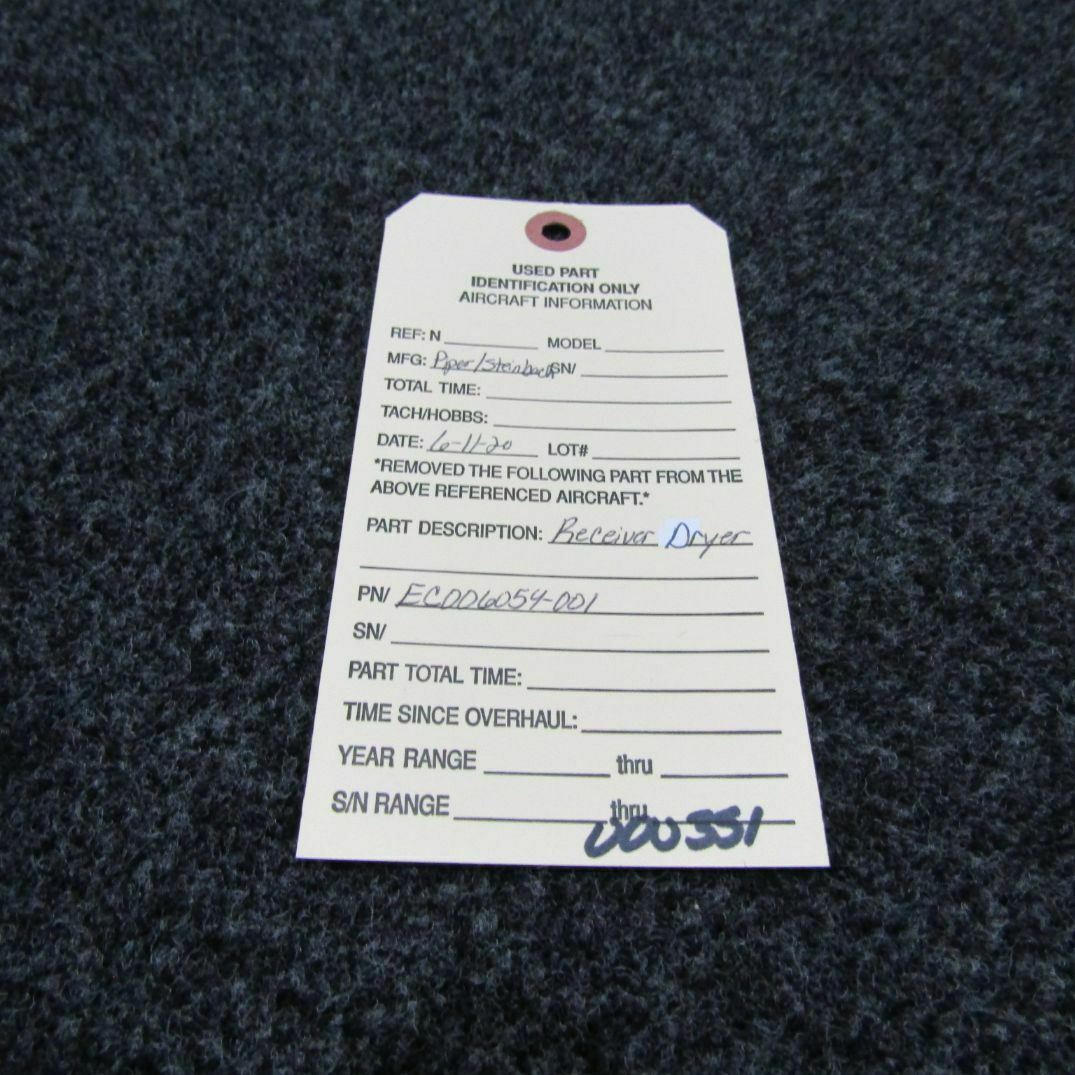 USED PART
IDENTIFICATION ONLY
AIRCRAFT INFORMATION
REF: N MODEL
MFG: Piper/Steinbach SN/
TOTAL TIME:
TACH/HOBBS:
DATE: 6-11-20 LOT#
*REMOVED THE FOLLOWING PART FROM THE
ABOVE REFERENCED AIRCRAFT.*
PART DESCRIPTION: Receiver Dryer
PN/ EC006054-001
SN/
PART TOTAL TIME:
TIME SINCE OVERHAUL:
YEAR RANGE thru
S/N RANGE thru
000351